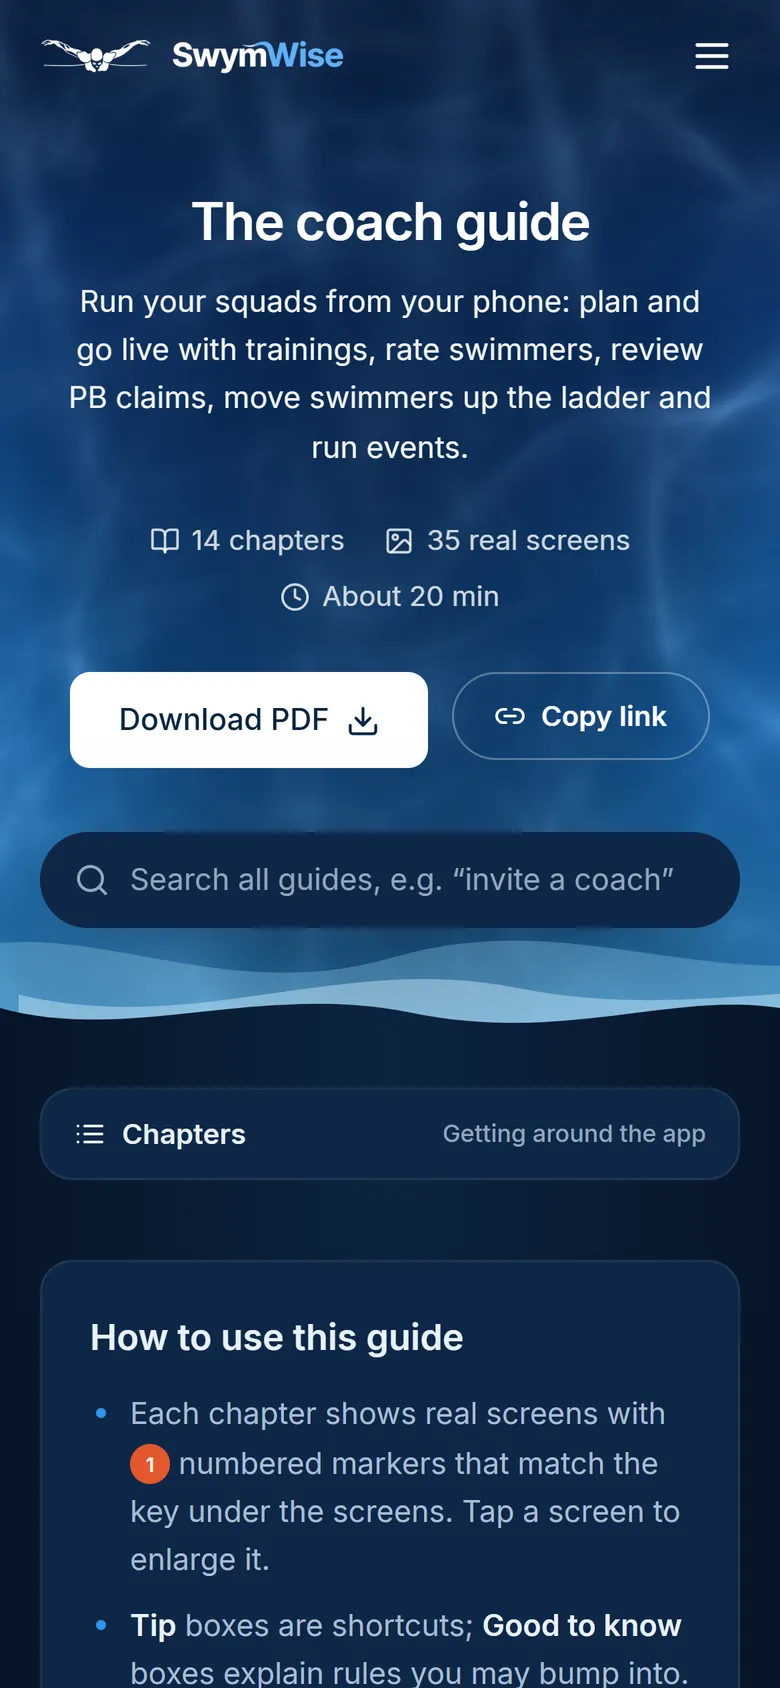 SwymWise
The coach guide
Run your squads from your phone: plan and
go live with trainings, rate swimmers, review
PB claims, move swimmers up the ladder and
run events.
14 chapters
35 real screens
About 20 min
Download PDF
Copy link
Search all guides, e.g. “invite a coach”
Chapters
Getting around the app
How to use this guide
Each chapter shows real screens with
1 numbered markers that match the
key under the screens. Tap a screen to
enlarge it.
Tip boxes are shortcuts; Good to know
boxes explain rules you may bump into.